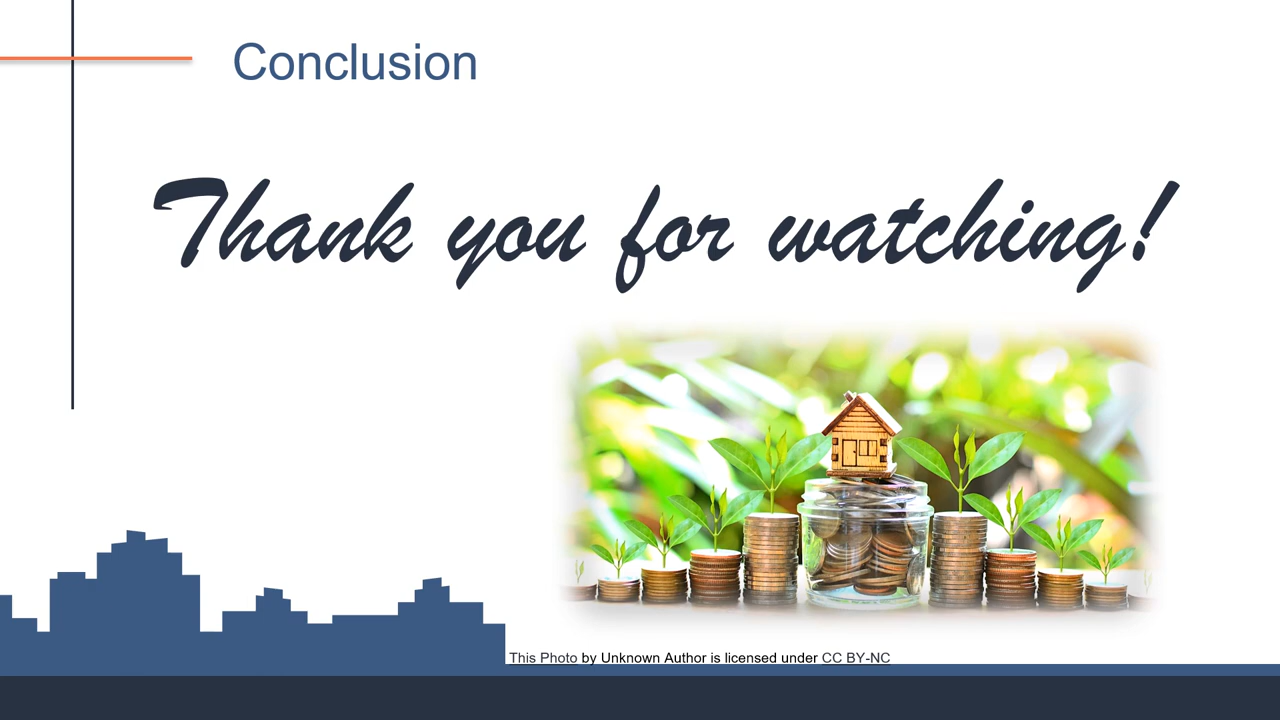 Conclusion
Thank you for watching!
This Photo by Unknown Author is licensed under CC BY-NC